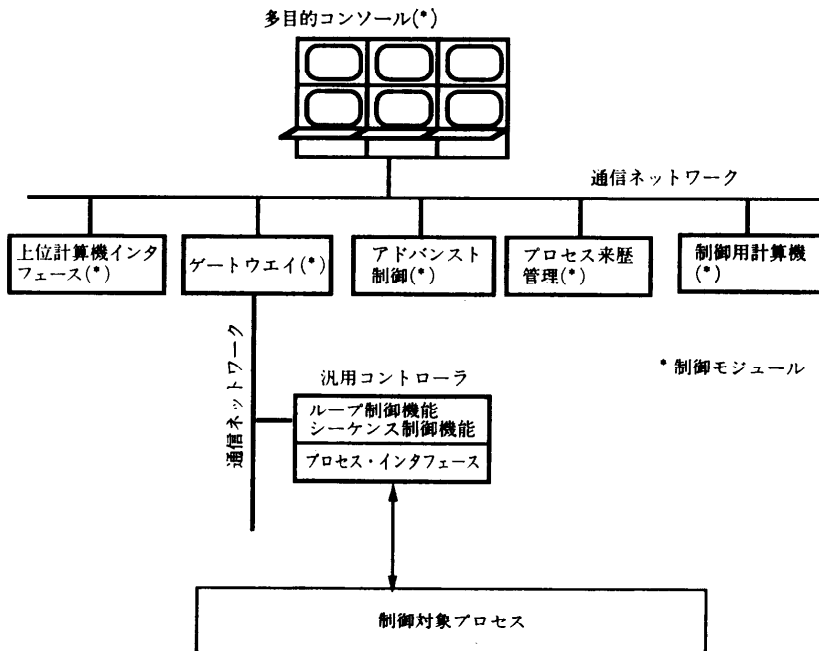 多目的コンソール(*)
通信ネットワーク
上位計算機インタ
フェース(*)
ゲートウエイ(*)
アドバンスト
制御(*)
プロセス来歴
管理(*)
制御用計算機
(*)
通信ネットワーク
* 制御モジュール
汎用コントローラ
ループ制御機能
シーケンス制御機能
プロセス・インタフェース
制御対象プロセス